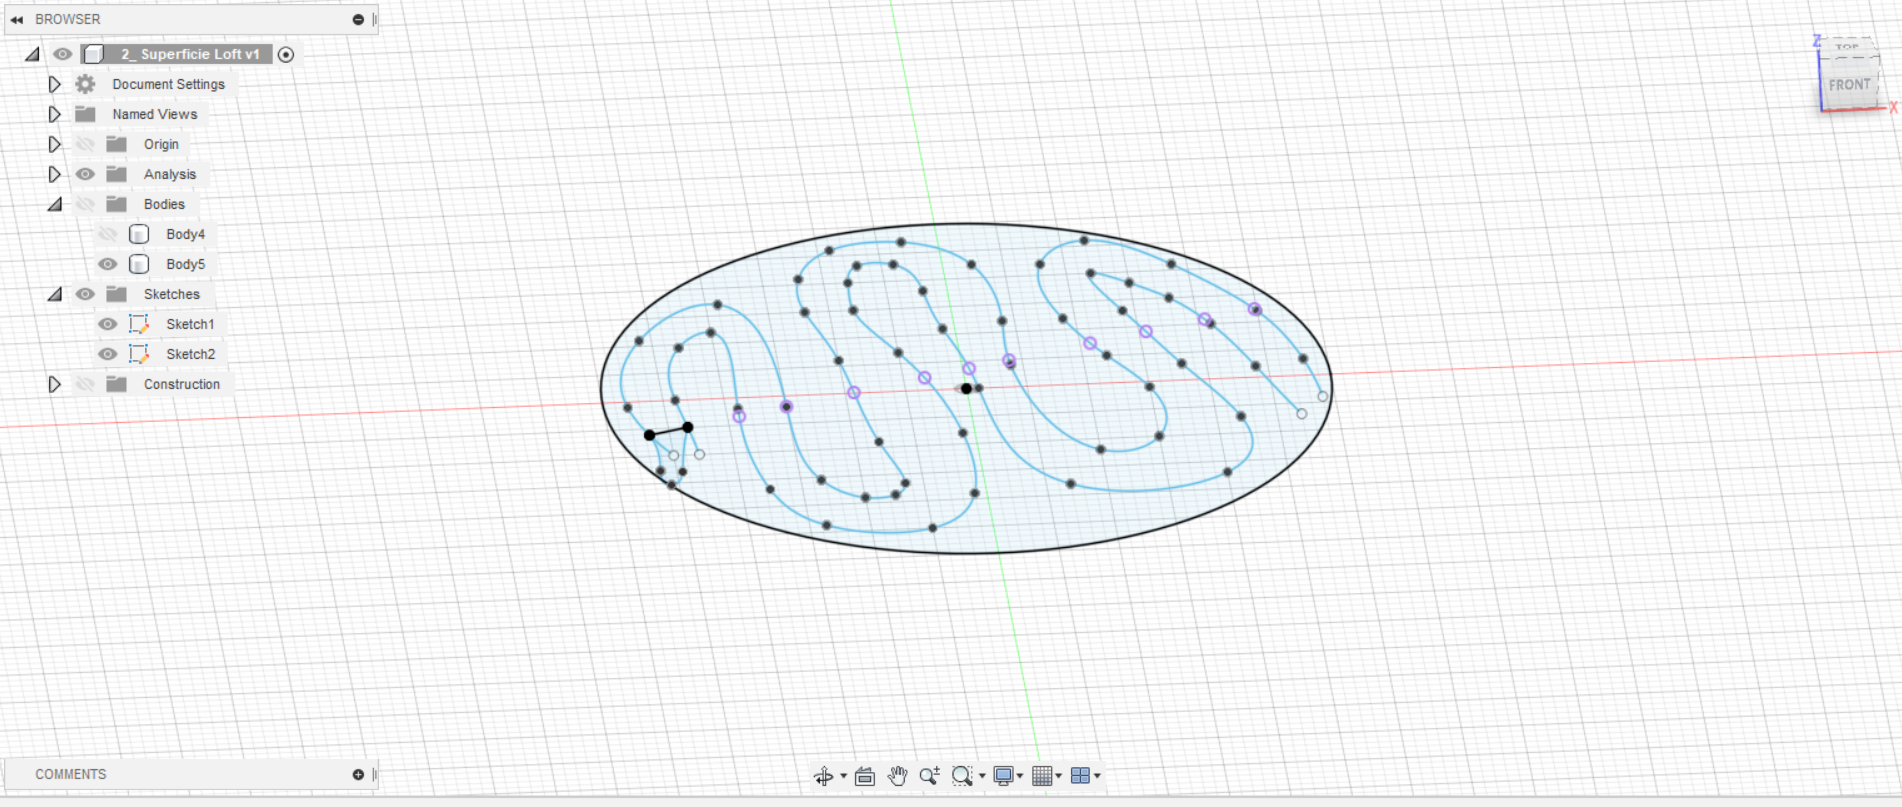 BROWSER
2_ Superficie Loft v1
Document Settings
Named Views
Origin
Analysis
Bodies
Body4
Body5
Sketches
Sketch1
Sketch2
Construction
COMMENTS
Z
TOP
FRONT
X